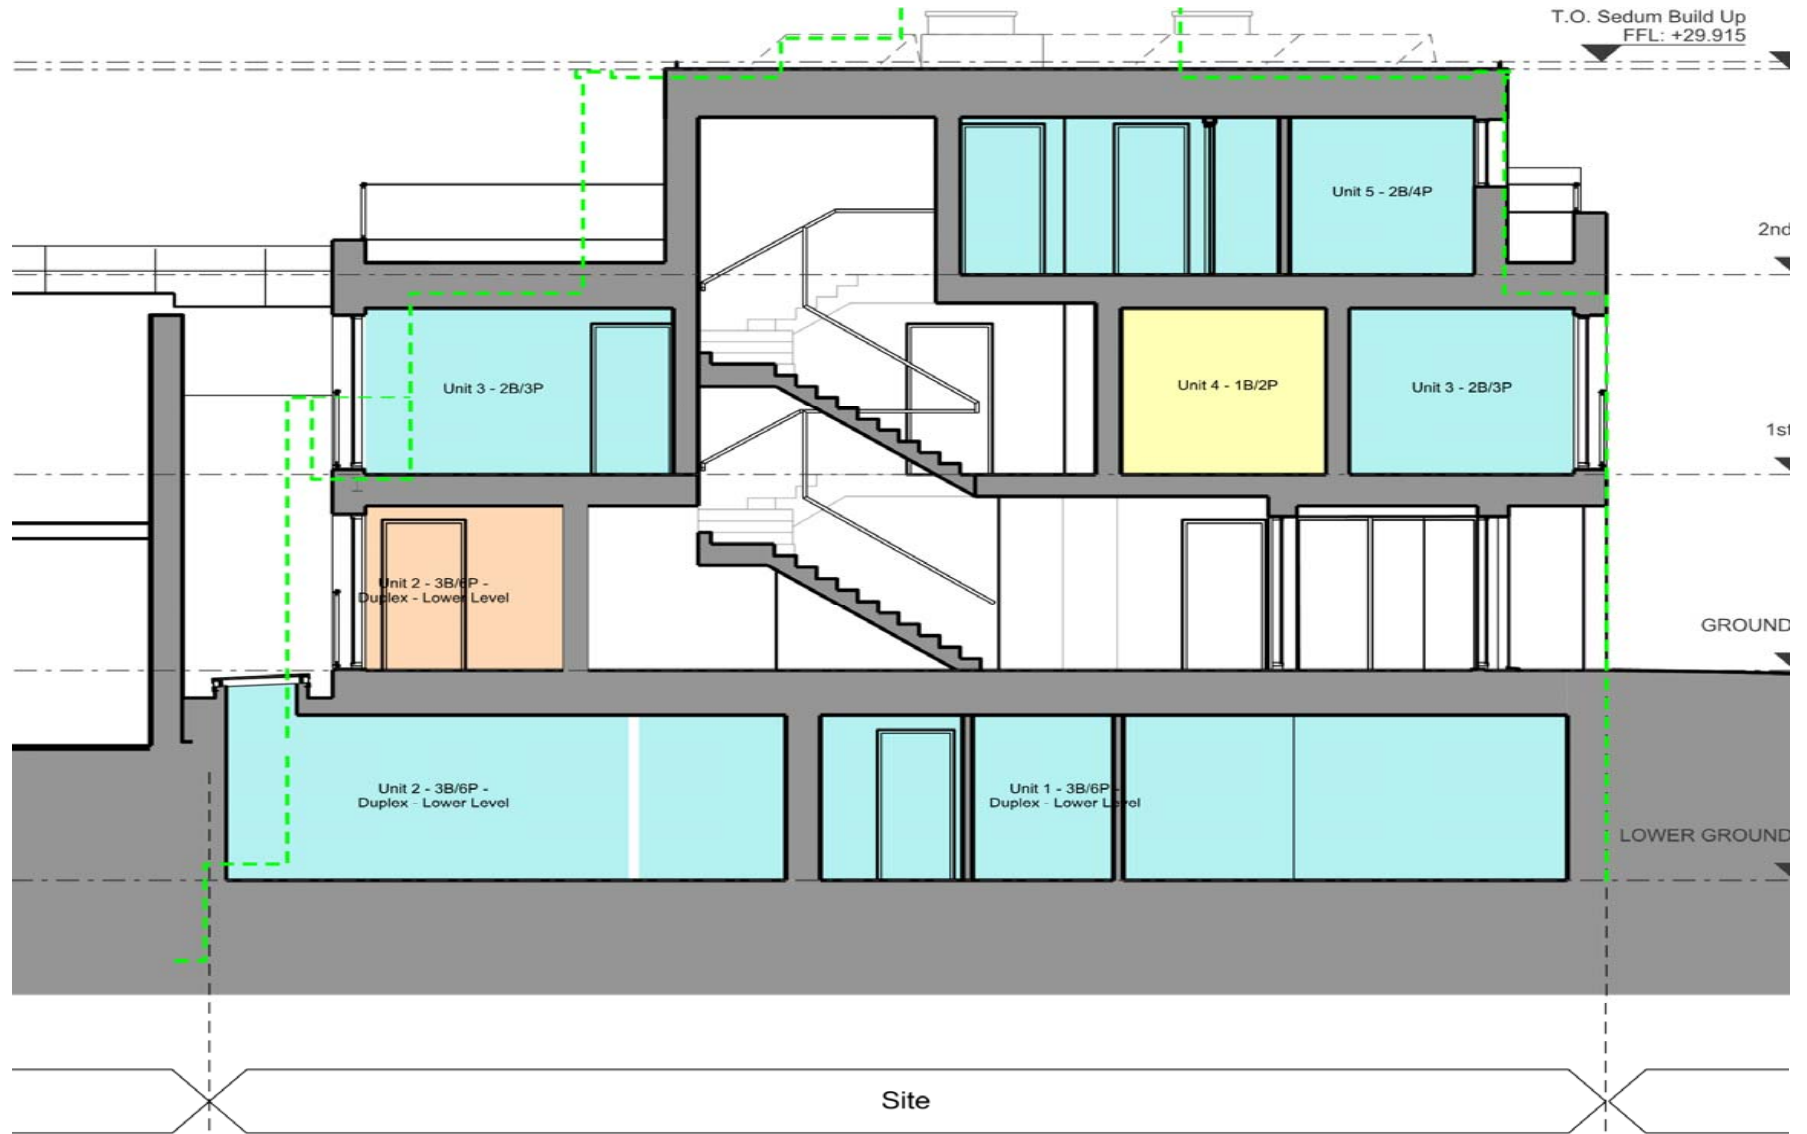 T.O. Sedum Build Up
FFL: +29.915
Unit 5 - 2B/4P
2nd
Unit 3 - 2B/3P
Unit 4 - 1B/2P
Unit 3 - 2B/3P
1st
Unit 2 - 3B/6P -
Duplex - Lower Level
GROUND
Unit 2 - 3B/6P -
Duplex - Lower Level
Unit 1 - 3B/6P -
Duplex - Lower Level
LOWER GROUND
Site